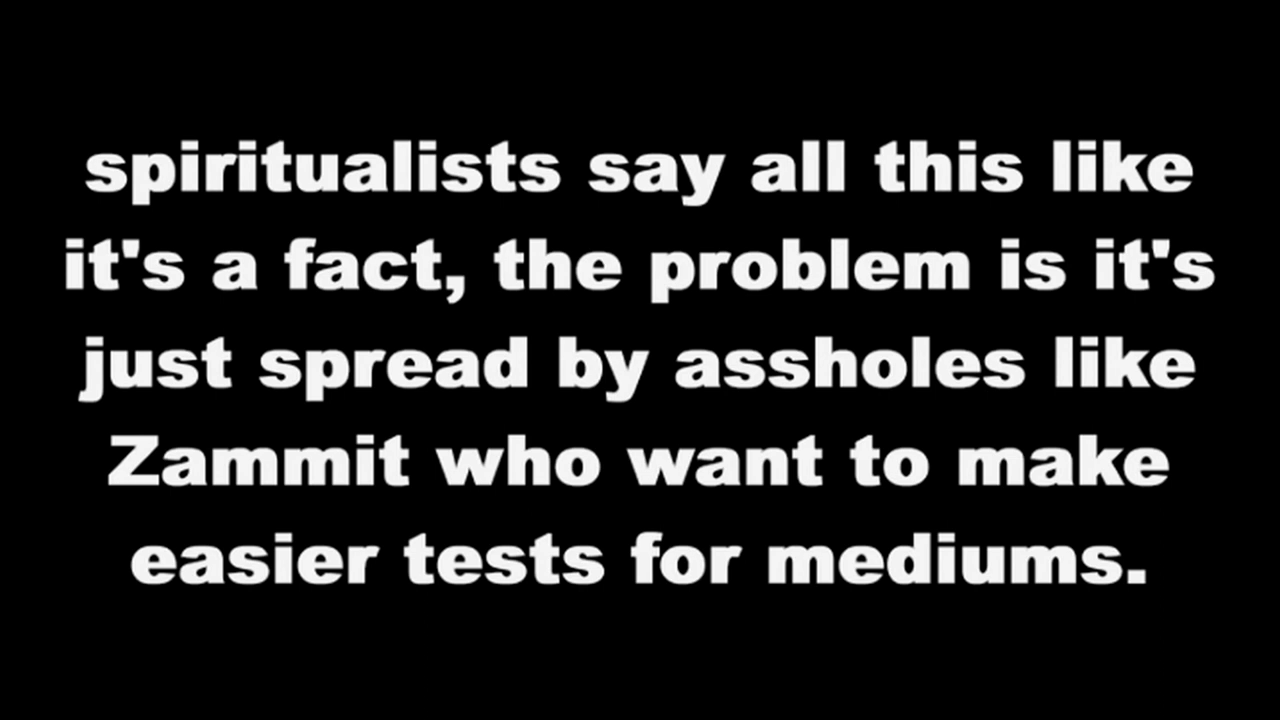 spiritualists say all this like
it's a fact, the problem is it's
just spread by assholes like
Zammit who want to make
easier tests for mediums.